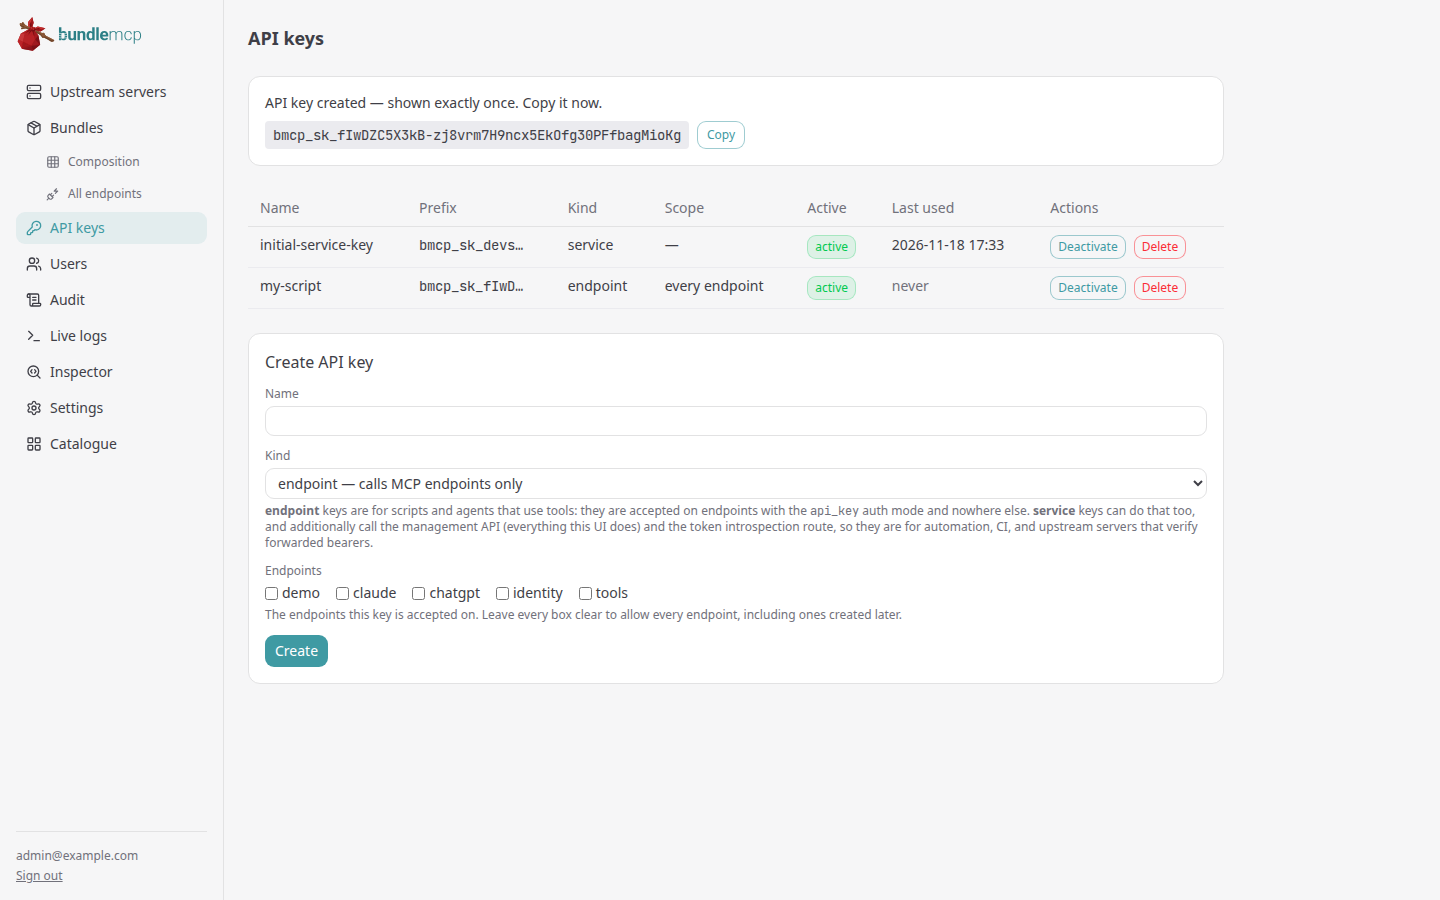 bundlemcp
Upstream servers
Bundles
Composition
All endpoints
API keys
Users
Audit
Live logs
Inspector
Settings
Catalogue
admin@example.com
Sign out
API keys
API key created — shown exactly once. Copy it now.
bmcp_sk_fIwDZC5X3kB-zj8vrm7H9ncx5EkOfg30PFfbagMioKg Copy
Name Prefix Kind Scope Active Last used Actions
initial-service-key bmcp_sk_devs… service — active 2026-11-18 17:33 Deactivate Delete
my-script bmcp_sk_fIwD… endpoint every endpoint active never Deactivate Delete
Create API key
Name
Kind
endpoint — calls MCP endpoints only
endpoint keys are for scripts and agents that use tools: they are accepted on endpoints with the api_key auth mode and nowhere else. service keys can do that too,
and additionally call the management API (everything this UI does) and the token introspection route, so they are for automation, CI, and upstream servers that verify
forwarded bearers.
Endpoints
demo claude chatgpt identity tools
The endpoints this key is accepted on. Leave every box clear to allow every endpoint, including ones created later.
Create